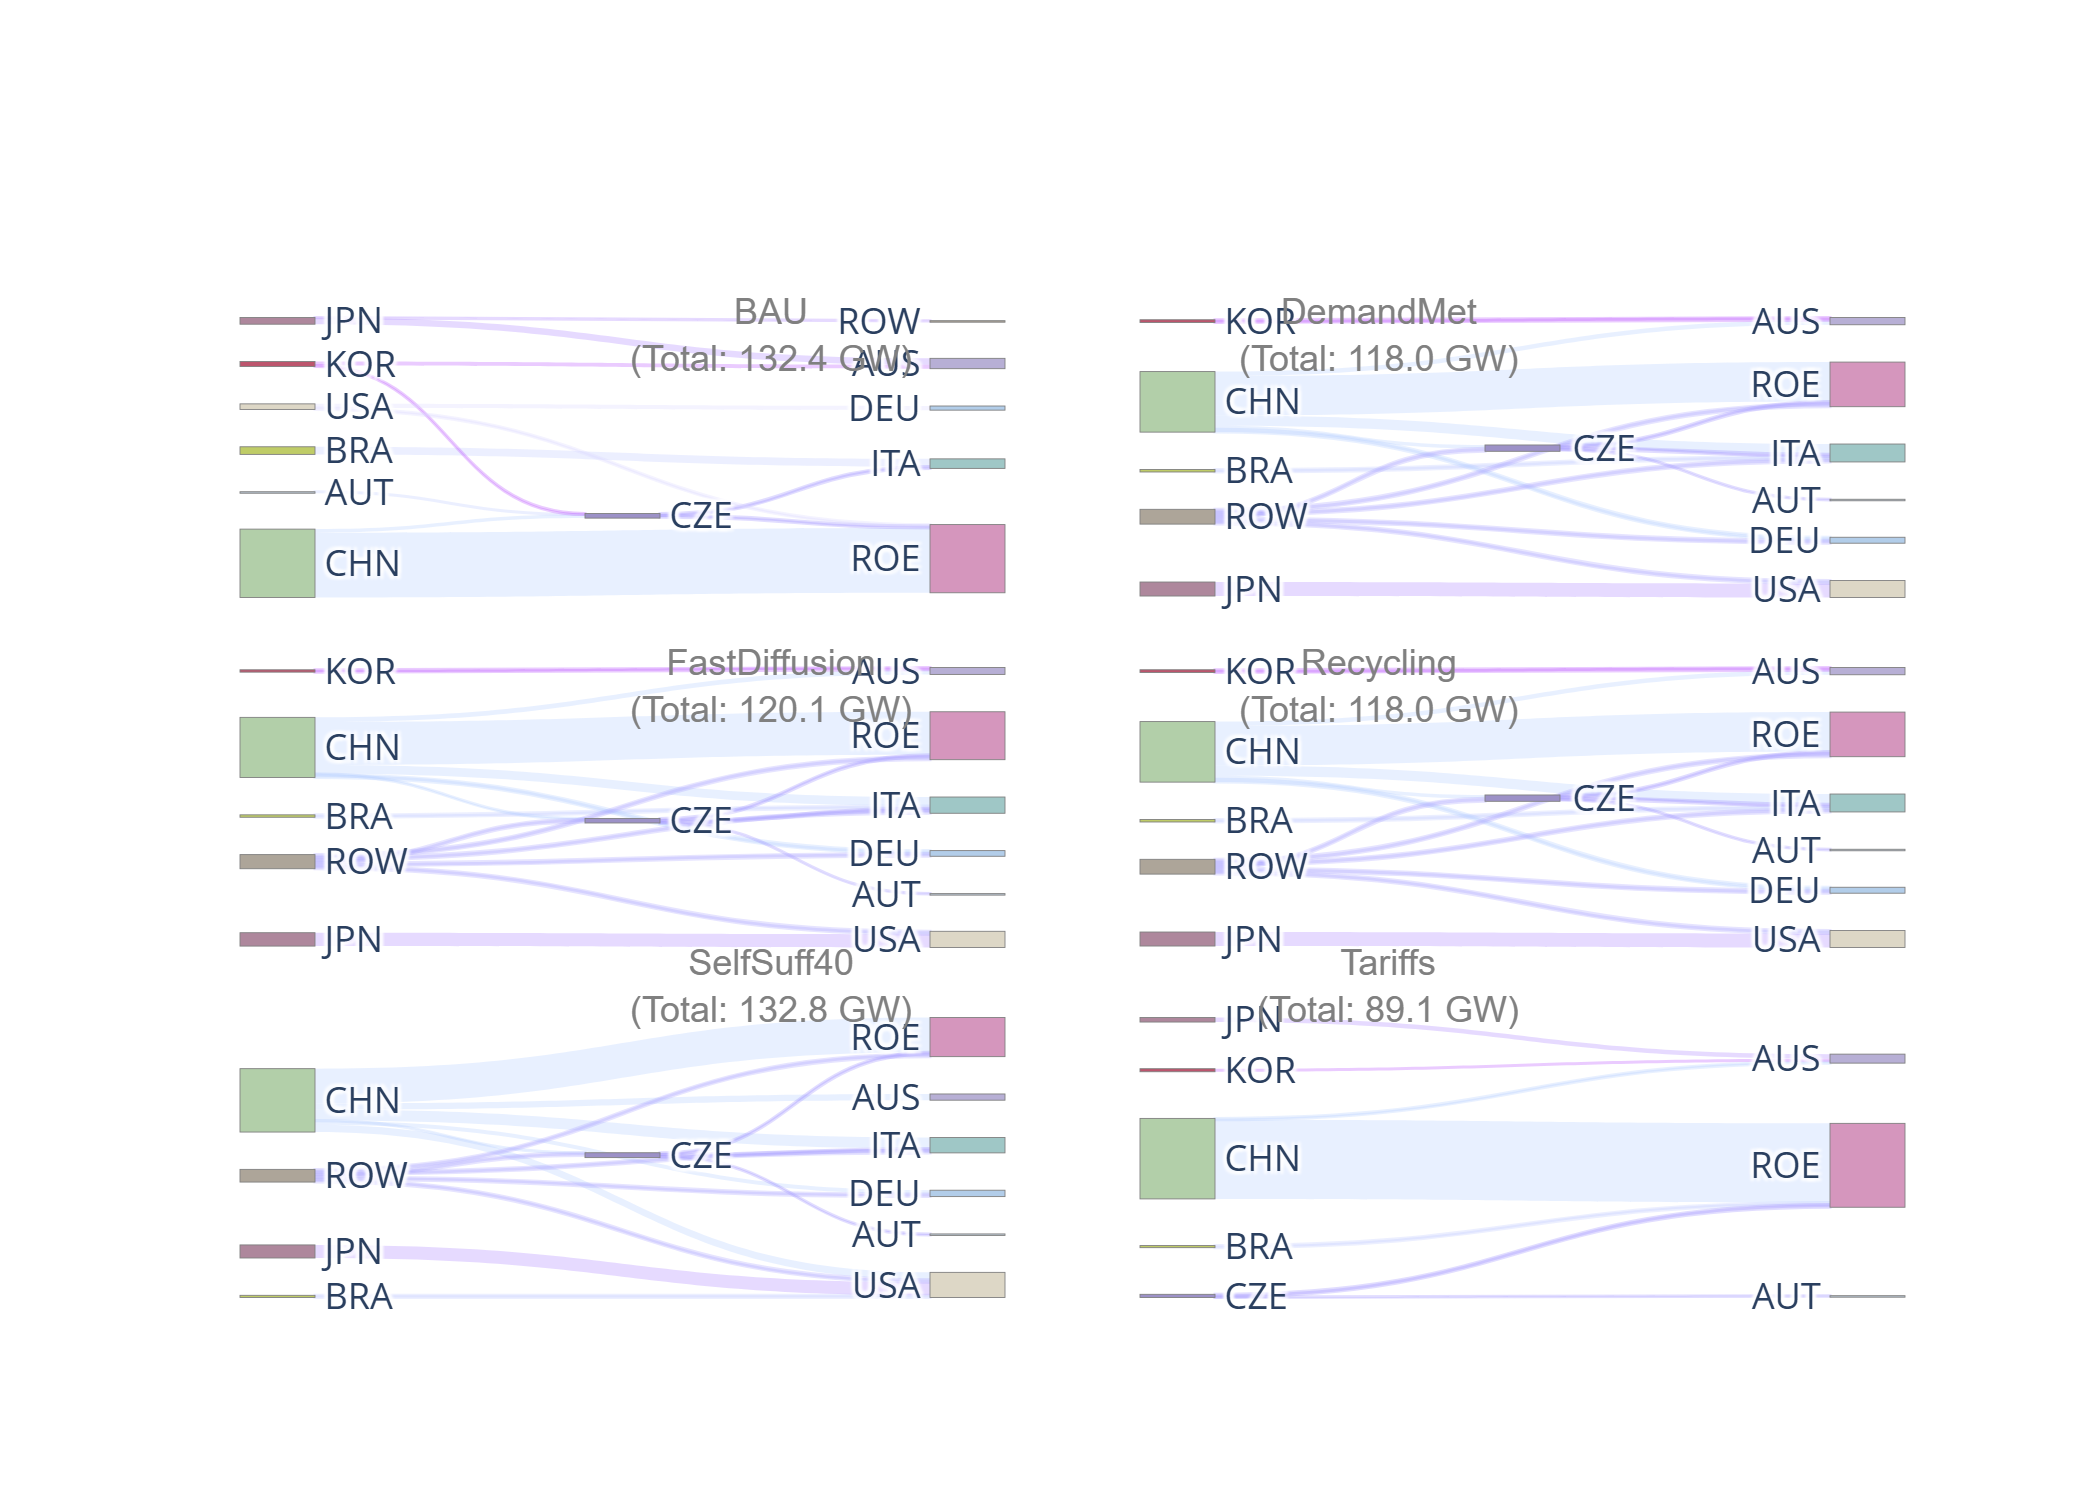 BAU
(Total: 132.4 GW)
JPN
KOR
USA
BRA
AUT
CHN
CZE
ROW
AUS
DEU
ITA
ROE
DemandMet
(Total: 118.0 GW)
KOR
CHN
BRA
ROW
JPN
CZE
AUS
ROE
ITA
AUT
DEU
USA
FastDiffusion
(Total: 120.1 GW)
KOR
CHN
BRA
ROW
JPN
CZE
AUS
ROE
ITA
DEU
AUT
USA
Recycling
(Total: 118.0 GW)
KOR
CHN
BRA
ROW
JPN
CZE
AUS
ROE
ITA
AUT
DEU
USA
SelfSuff40
(Total: 132.8 GW)
CHN
ROW
JPN
BRA
CZE
ROE
AUS
ITA
DEU
AUT
USA
Tariffs
(Total: 89.1 GW)
JPN
KOR
CHN
BRA
CZE
AUS
ROE
AUT